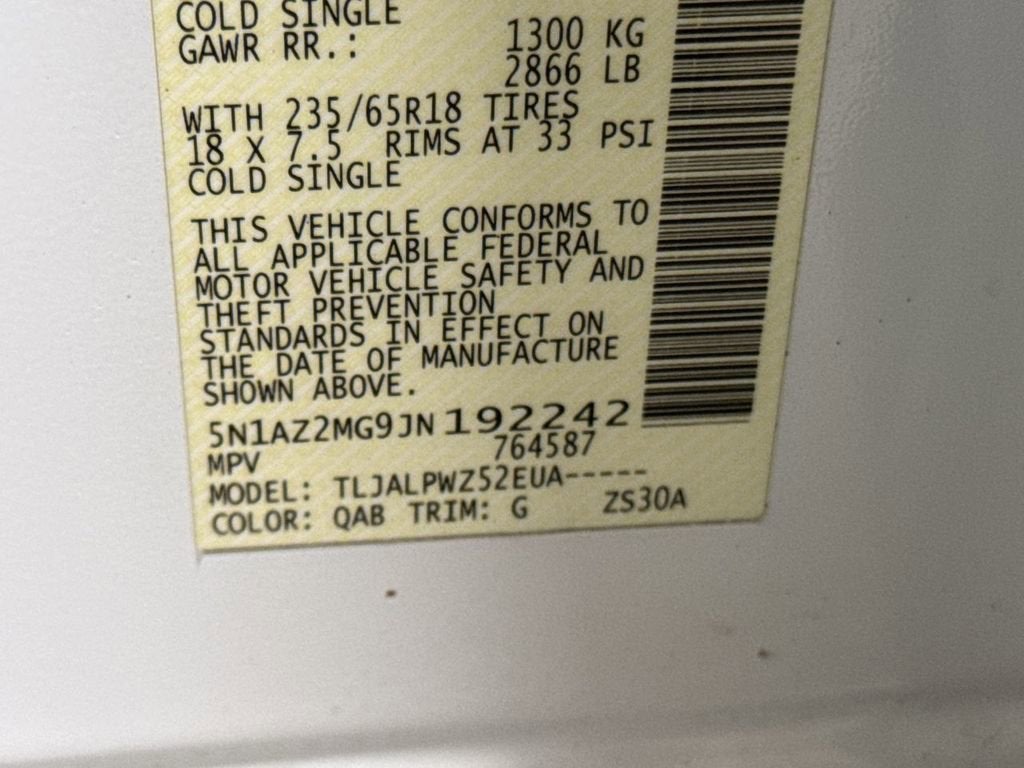 COLD SINGLE
GAWR RR.: 1300 KG
2866 LB
WITH 235/65R18 TIRES
18 X 7.5 RIMS AT 33 PSI
COLD SINGLE
THIS VEHICLE CONFORMS TO
ALL APPLICABLE FEDERAL
MOTOR VEHICLE SAFETY AND
THEFT PREVENTION
STANDARDS IN EFFECT ON
THE DATE OF MANUFACTURE
SHOWN ABOVE.
5N1AZ2MG9JN192242
MPV 764587
MODEL: TLJALPWZ52EUA-----
COLOR: QAB TRIM: G ZS30A